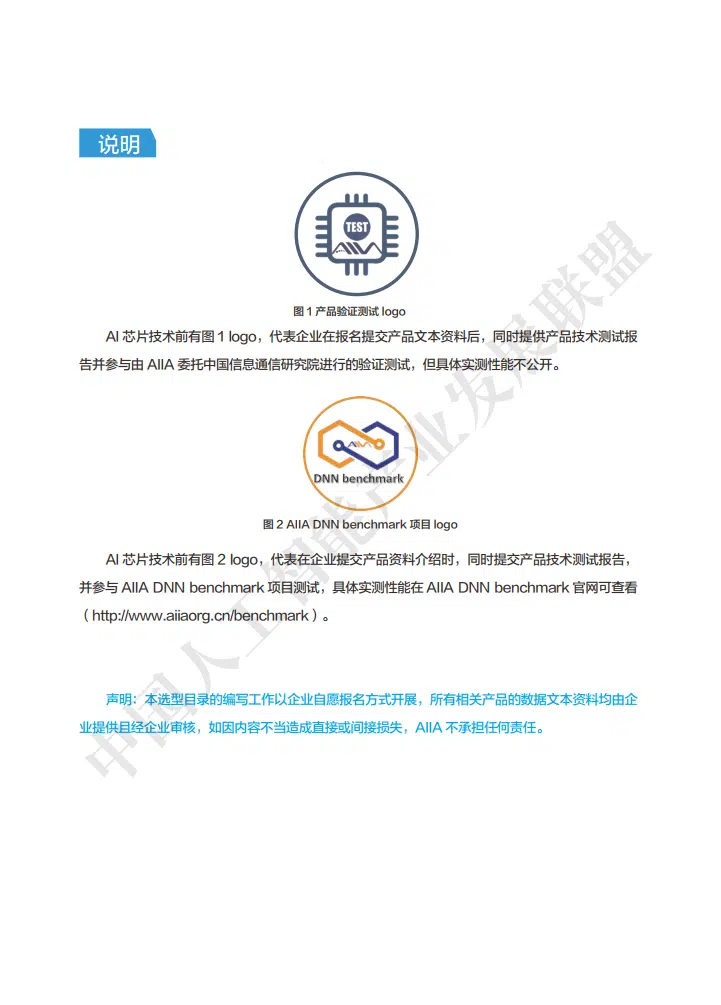 说明
TEST
AIIA
图 1 产品验证测试 logo
AI 芯片技术前有图 1 logo，代表企业在报名提交产品文本资料后，同时提供产品技术测试报
告并参与由 AIIA 委托中国信息通信研究院进行的验证测试，但具体实测性能不公开。
AIIA
DNN benchmark
图 2 AIIA DNN benchmark 项目 logo
AI 芯片技术前有图 2 logo，代表在企业提交产品资料介绍时，同时提交产品技术测试报告，
并参与 AIIA DNN benchmark 项目测试，具体实测性能在 AIIA DNN benchmark 官网可查看
（http://www.aiiaorg.cn/benchmark）。
声明：本选型目录的编写工作以企业自愿报名方式开展，所有相关产品的数据文本资料均由企
业提供且经企业审核，如因内容不当造成直接或间接损失，AIIA 不承担任何责任。
中国人工智能产业发展联盟